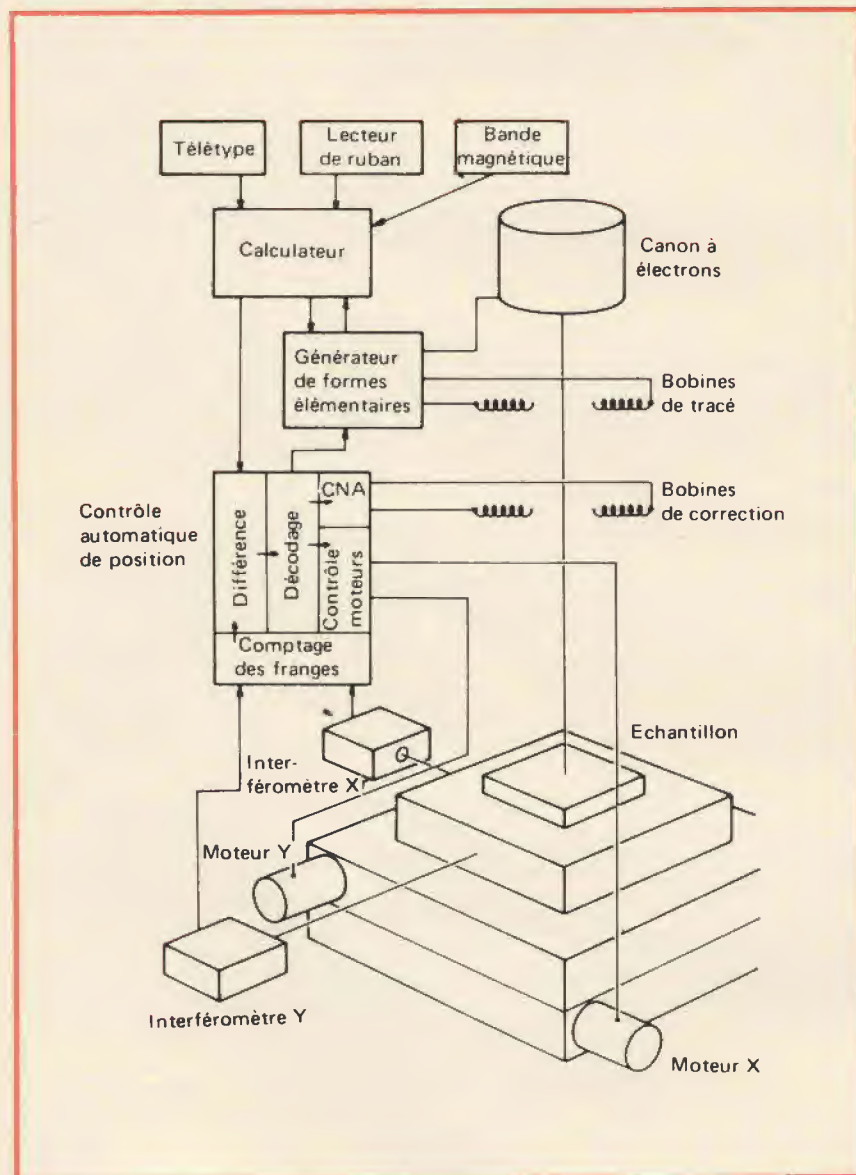 Télétype
Lecteur
de ruban
Bande
magnétique
Calculateur
Canon à
électrons
Générateur
de formes
élémentaires
Bobines
de tracé
Contrôle
automatique
de position
Différence
Décodage
CNA
Contrôle
moteurs
Bobines
de correction
Comptage
des franges
Inter-
féromètre X
Echantillon
Moteur Y
Interféromètre Y
Moteur X